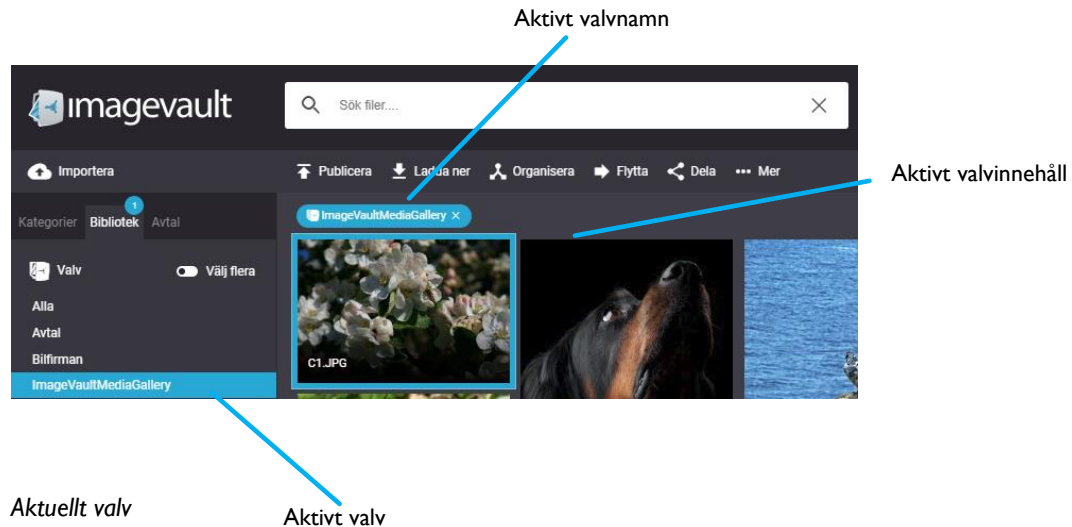 Aktivt valvnamn
ımagevault
Sök filer....
Importera
Publicera Ladda ner Organisera Flytta Dela ••• Mer
Aktivt valvinnehåll
1
Kategorier Bibliotek Avtal
ImageVaultMediaGallery ×
Valv Välj flera
Alla
Avtal
Bilfirman
ImageVaultMediaGallery
C1.JPG
Aktuellt valv
Aktivt valv